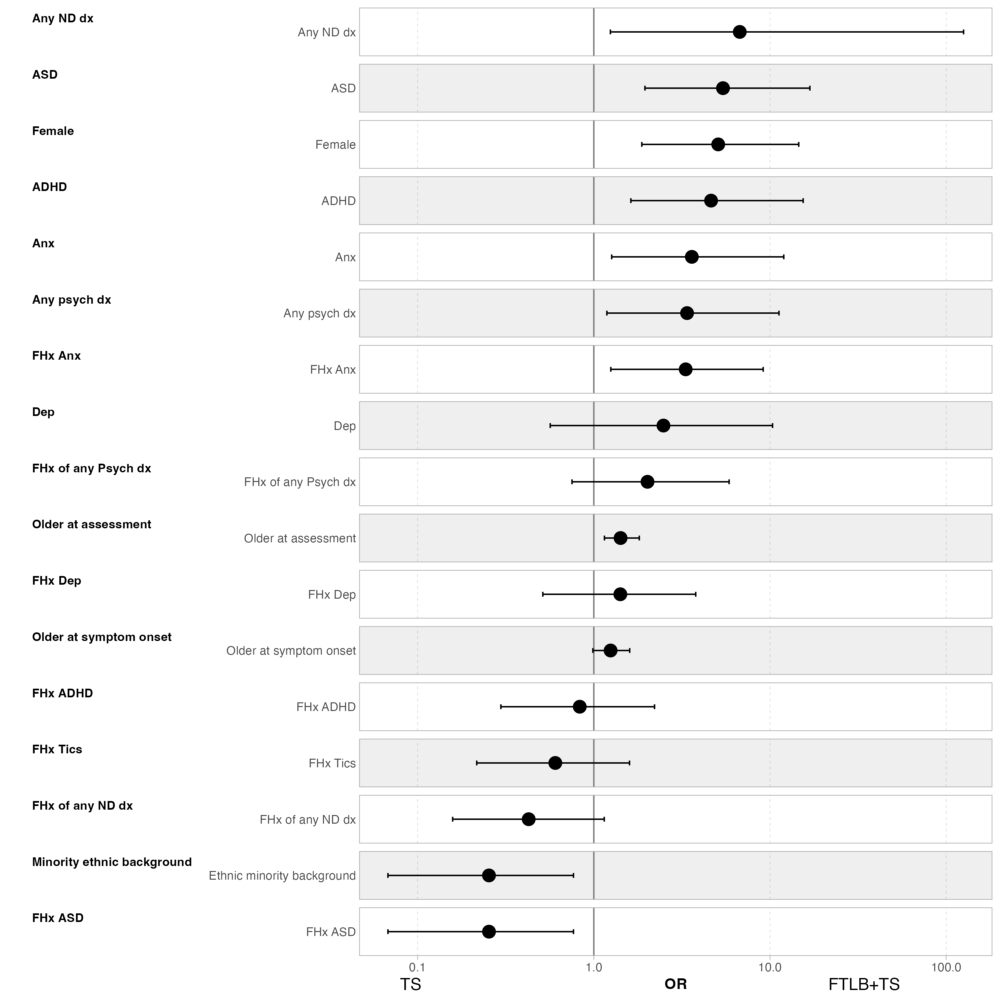 Any ND dx
Any ND dx
ASD
ASD
Female
Female
ADHD
ADHD
Anx
Anx
Any psych dx
Any psych dx
FHx Anx
FHx Anx
Dep
Dep
FHx of any Psych dx
FHx of any Psych dx
Older at assessment
Older at assessment
FHx Dep
FHx Dep
Older at symptom onset
Older at symptom onset
FHx ADHD
FHx ADHD
FHx Tics
FHx Tics
FHx of any ND dx
FHx of any ND dx
Minority ethnic background
Ethnic minority background
FHx ASD
FHx ASD
0.1 1.0 10.0 100.0
TS OR FTLB+TS